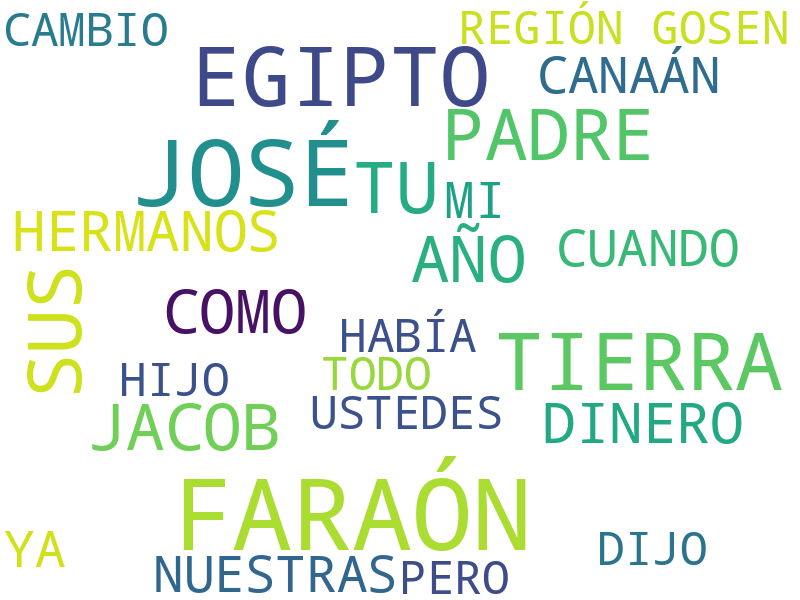 CAMBIO
REGIÓN GOSEN
EGIPTO
CANAÁN
PADRE
JOSÉ
TU
MI
HERMANOS
AÑO
CUANDO
SUS
COMO
HABÍA
TIERRA
HIJO
TODO
USTEDES
JACOB
DINERO
FARAÓN
YA
DIJO
NUESTRAS
PERO